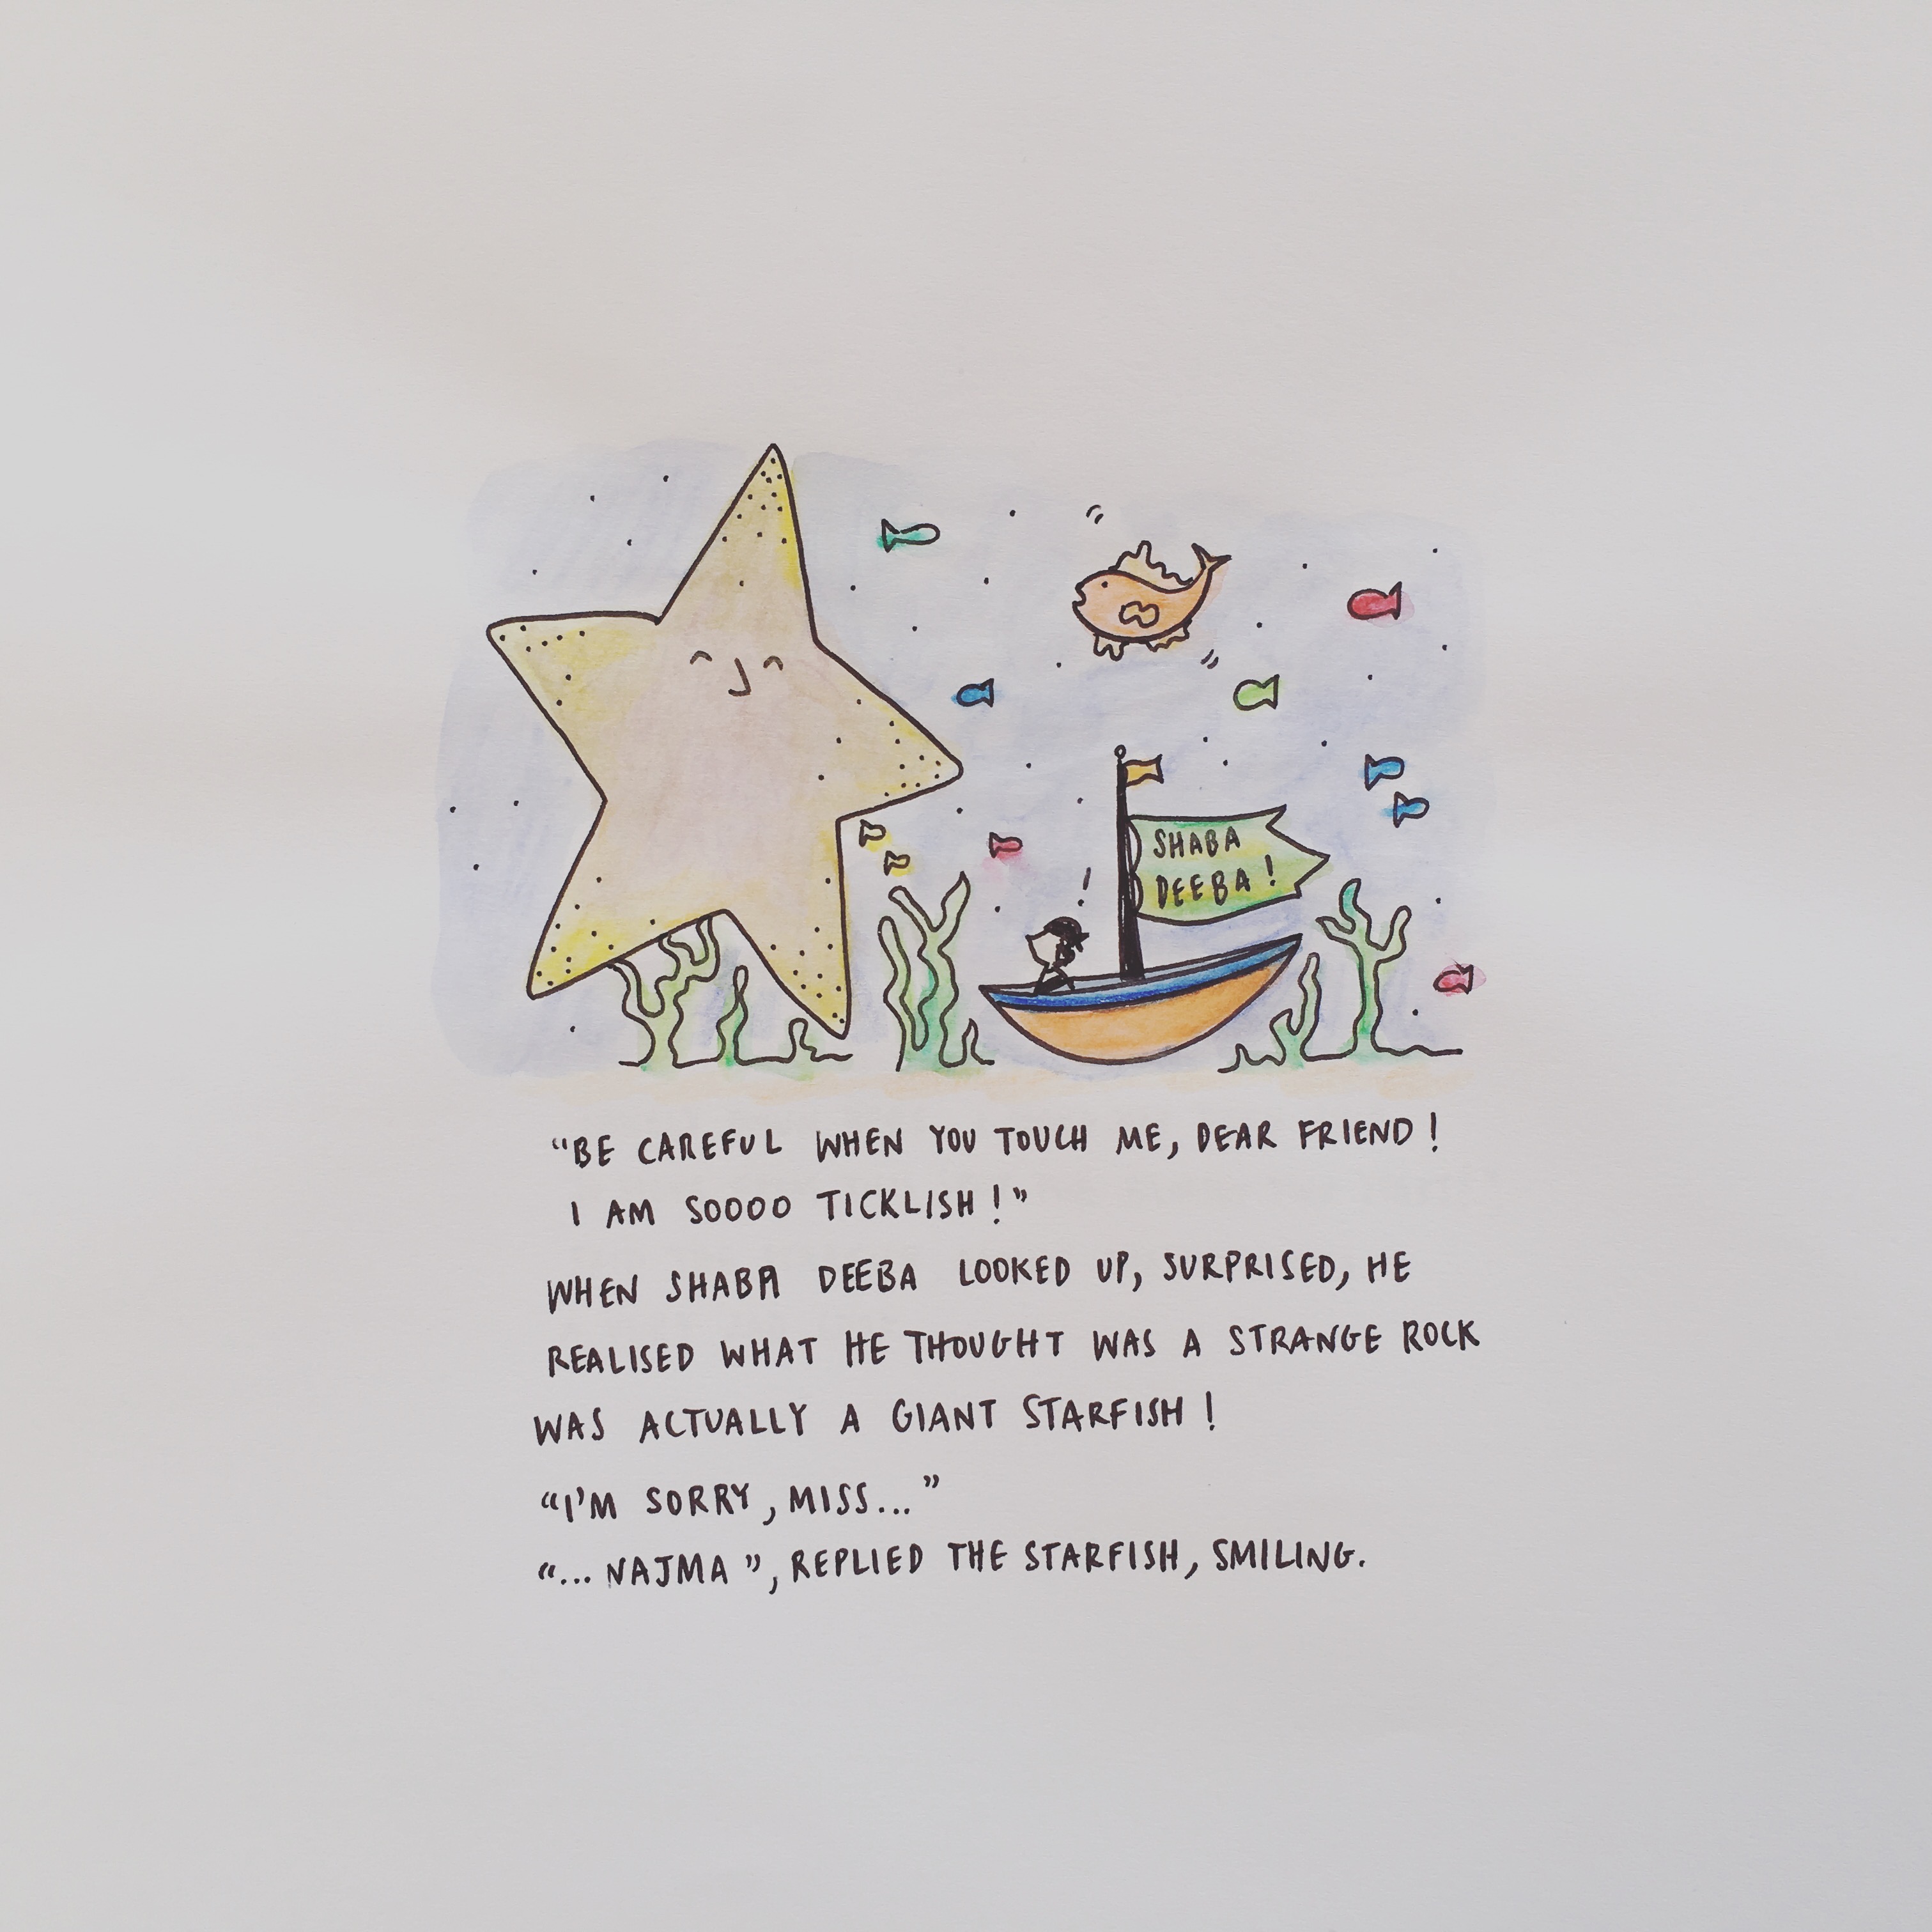 SHABA
DEEBA!
"BE CAREFUL WHEN YOU TOUCH ME, DEAR FRIEND!
I AM SOOOO TICKLISH!"
WHEN SHABA DEEBA LOOKED UP, SURPRISED, HE
REALISED WHAT HE THOUGHT WAS A STRANGE ROCK
WAS ACTUALLY A GIANT STARFISH!
"I'M SORRY, MISS..."
"... NAJMA", REPLIED THE STARFISH, SMILING.